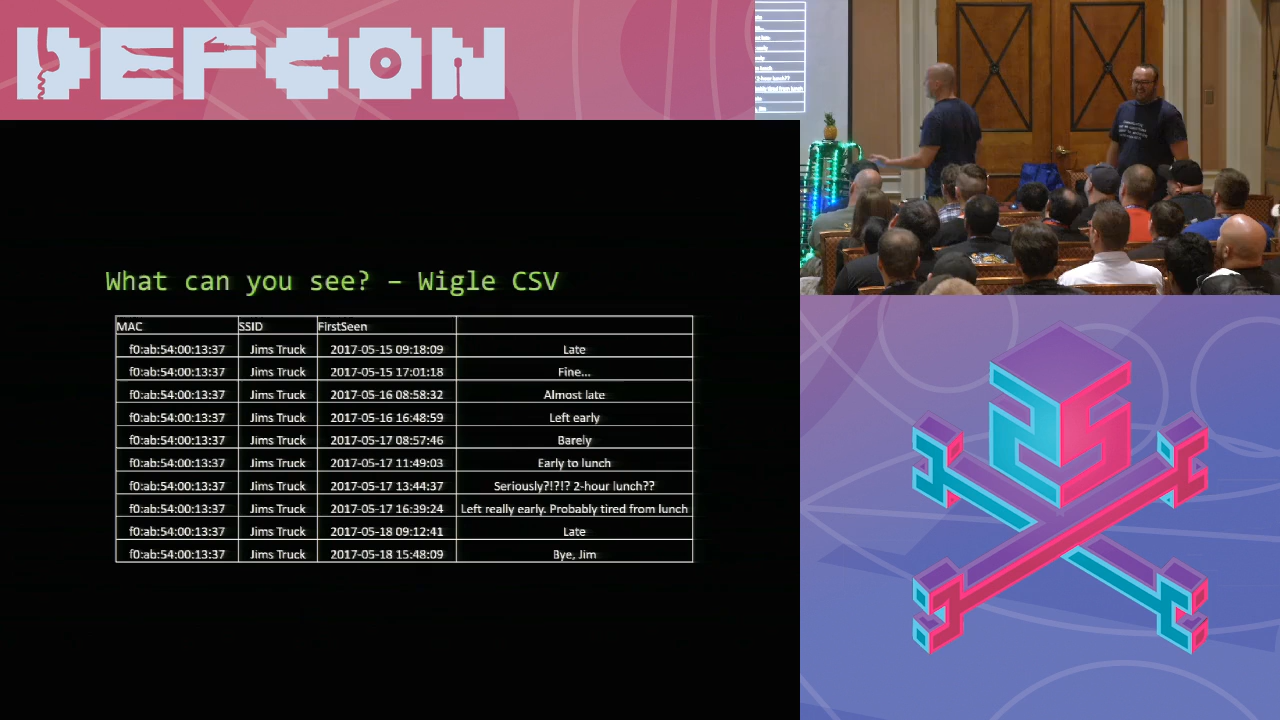 DEFCON
What can you see? – Wigle CSV
MAC SSID FirstSeen
f0:ab:54:00:13:37 Jims Truck 2017-05-15 09:18:09 Late
f0:ab:54:00:13:37 Jims Truck 2017-05-15 17:01:18 Fine...
f0:ab:54:00:13:37 Jims Truck 2017-05-16 08:58:32 Almost late
f0:ab:54:00:13:37 Jims Truck 2017-05-16 16:48:59 Left early
f0:ab:54:00:13:37 Jims Truck 2017-05-17 08:57:46 Barely
f0:ab:54:00:13:37 Jims Truck 2017-05-17 11:49:03 Early to lunch
f0:ab:54:00:13:37 Jims Truck 2017-05-17 13:44:37 Seriously?!?!? 2-hour lunch??
f0:ab:54:00:13:37 Jims Truck 2017-05-17 16:39:24 Left really early. Probably tired from lunch
f0:ab:54:00:13:37 Jims Truck 2017-05-18 09:12:41 Late
f0:ab:54:00:13:37 Jims Truck 2017-05-18 15:48:09 Bye, Jim